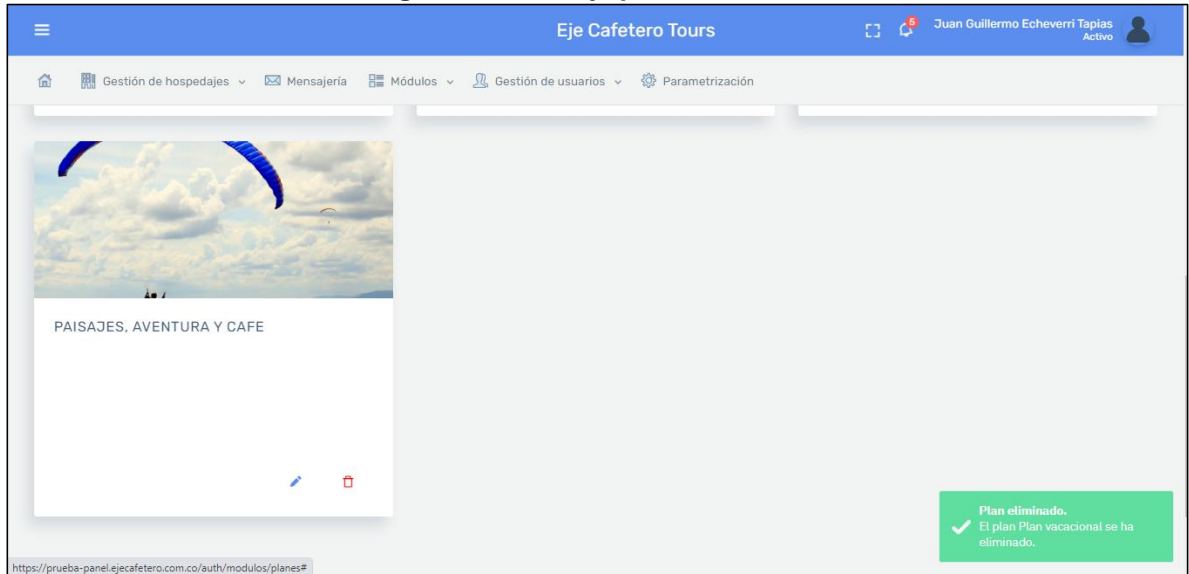 Eje Cafetero Tours
5
Juan Guillermo Echeverri Tapias
Activo
Gestión de hospedajes
Mensajería
Módulos
Gestión de usuarios
Parametrización
PAISAJES, AVENTURA Y CAFE
Plan eliminado.
El plan Plan vacacional se ha
eliminado.
https://prueba-panel.ejecafetero.com.co/auth/modulos/planes#